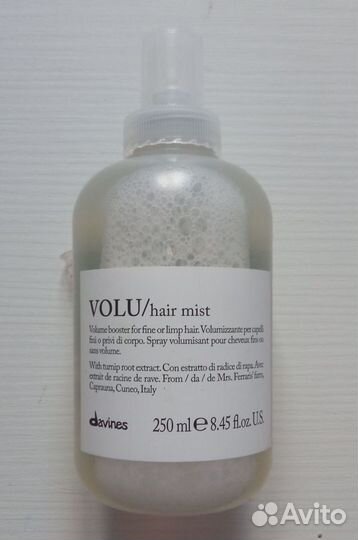 VOLU/hair mist
Volume booster for fine or limp hair. Volumizzante per capelli
fini o privi di corpo. Spray volumisant pour cheveux fins ou
sans volume.
With turnip root extract. Con estratto di radice di rapa. Avec
extrait de racine de rave. From / da / de Mrs. Ferraris' farm,
Caprauna, Cuneo, Italy
davines
250 ml ℮ 8.45 fl.oz. U.S.
Avito